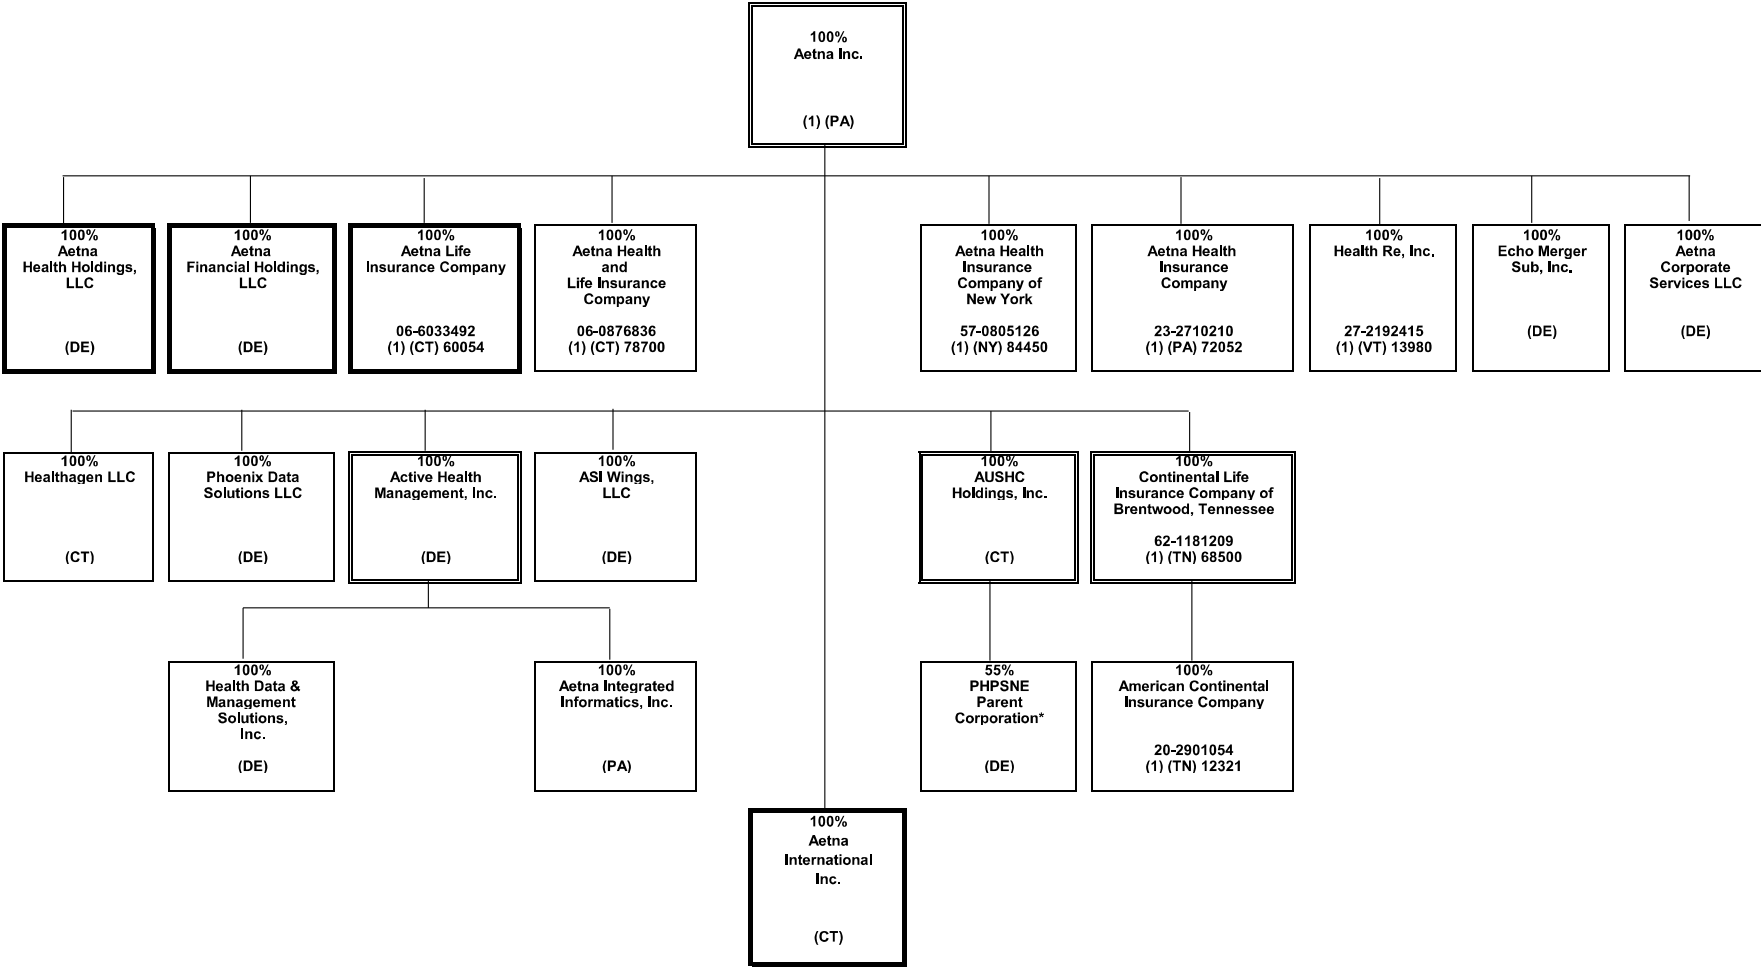 100%
Aetna Inc.
(1) (PA)
100%
Aetna
Health Holdings,
LLC
(DE)
100%
Aetna
Financial Holdings,
LLC
(DE)
100%
Aetna Life
Insurance Company
06-6033492
(1) (CT) 60054
100%
Aetna Health
and
Life Insurance
Company
06-0876836
(1) (CT) 78700
100%
Aetna Health
Insurance
Company of
New York
57-0805126
(1) (NY) 84450
100%
Aetna Health
Insurance
Company
23-2710210
(1) (PA) 72052
100%
Health Re, Inc.
27-2192415
(1) (VT) 13980
100%
Echo Merger
Sub, Inc.
(DE)
100%
Aetna
Corporate
Services LLC
(DE)
100%
Healthagen LLC
(CT)
100%
Phoenix Data
Solutions LLC
(DE)
100%
Active Health
Management, Inc.
(DE)
100%
ASI Wings,
LLC
(DE)
100%
AUSHC
Holdings, Inc.
(CT)
100%
Continental Life
Insurance Company of
Brentwood, Tennessee
62-1181209
(1) (TN) 68500
100%
Health Data &
Management
Solutions,
Inc.
(DE)
100%
Aetna Integrated
Informatics, Inc.
(PA)
55%
PHPSNE
Parent
Corporation*
(DE)
100%
American Continental
Insurance Company
20-2901054
(1) (TN) 12321
100%
Aetna
International
Inc.
(CT)